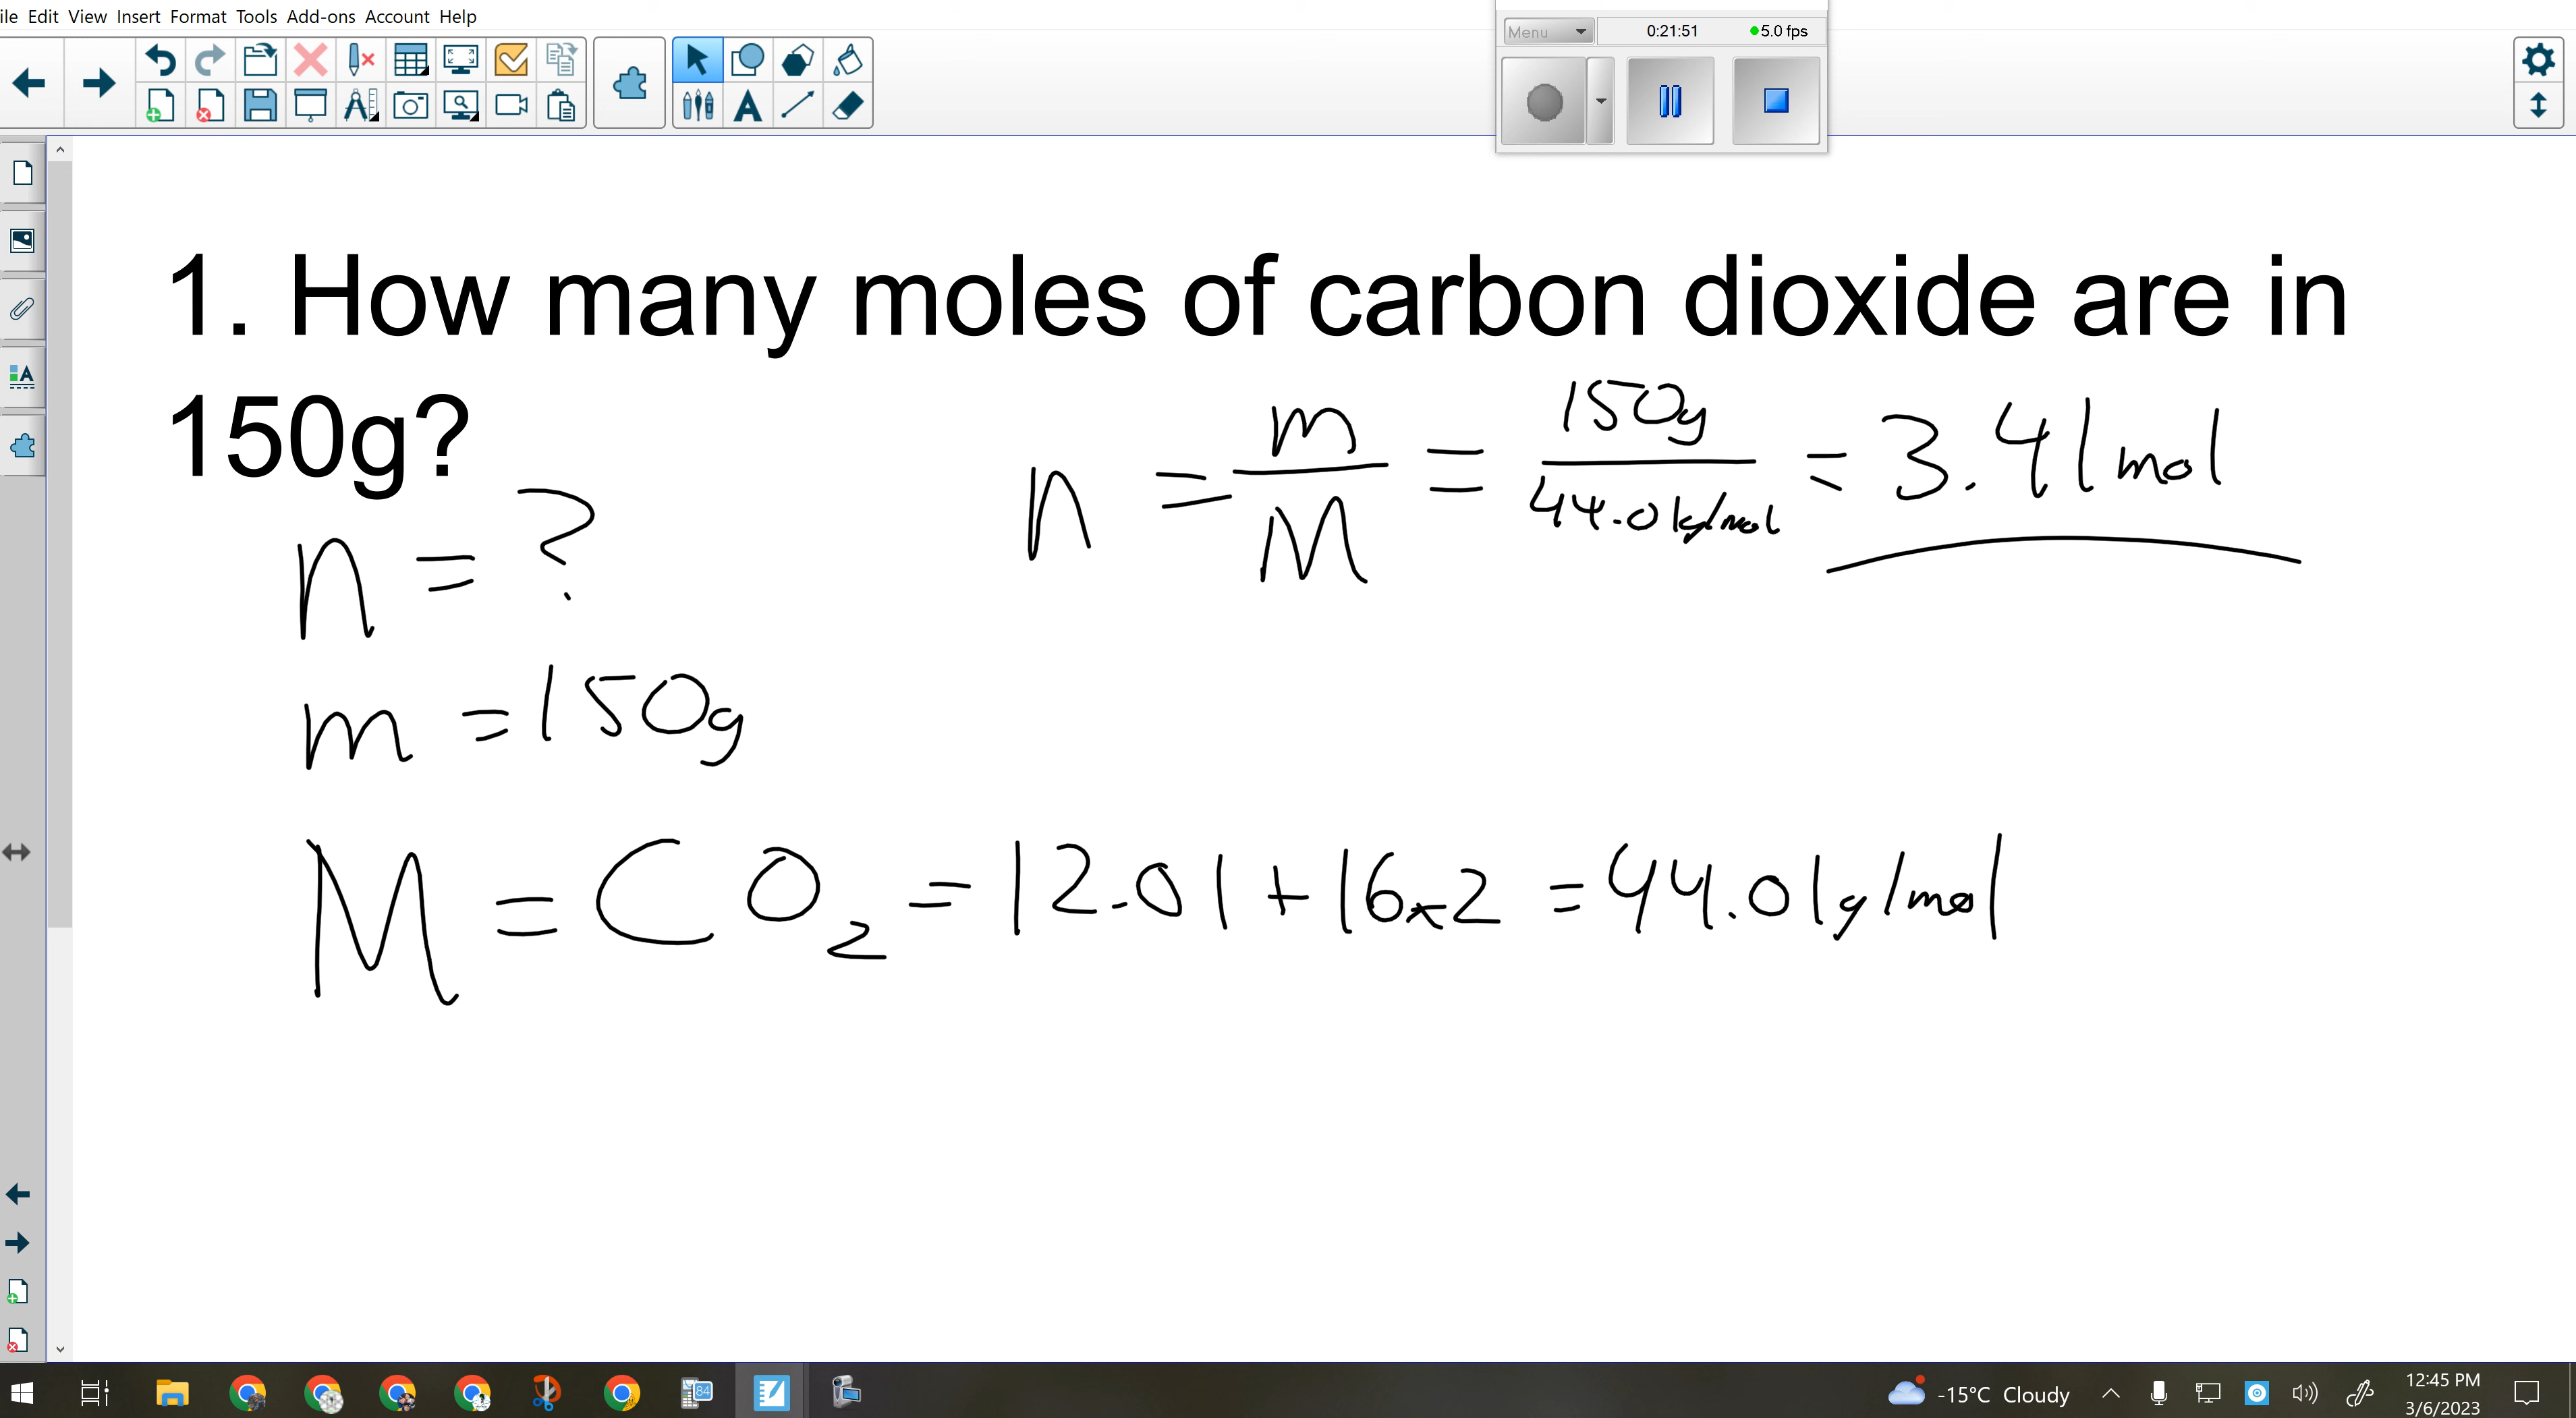 ile Edit View Insert Format Tools Add-ons Account Help
Menu 0:21:51 5.0 fps
1. How many moles of carbon dioxide are in
150g?
n = m/M = 150g/44.01g/mol = 3.41mol
n = ?
m = 150g
M = CO2 = 12.01 + 16x2 = 44.01g/mol
84
-15°C Cloudy
12:45 PM
3/6/2023